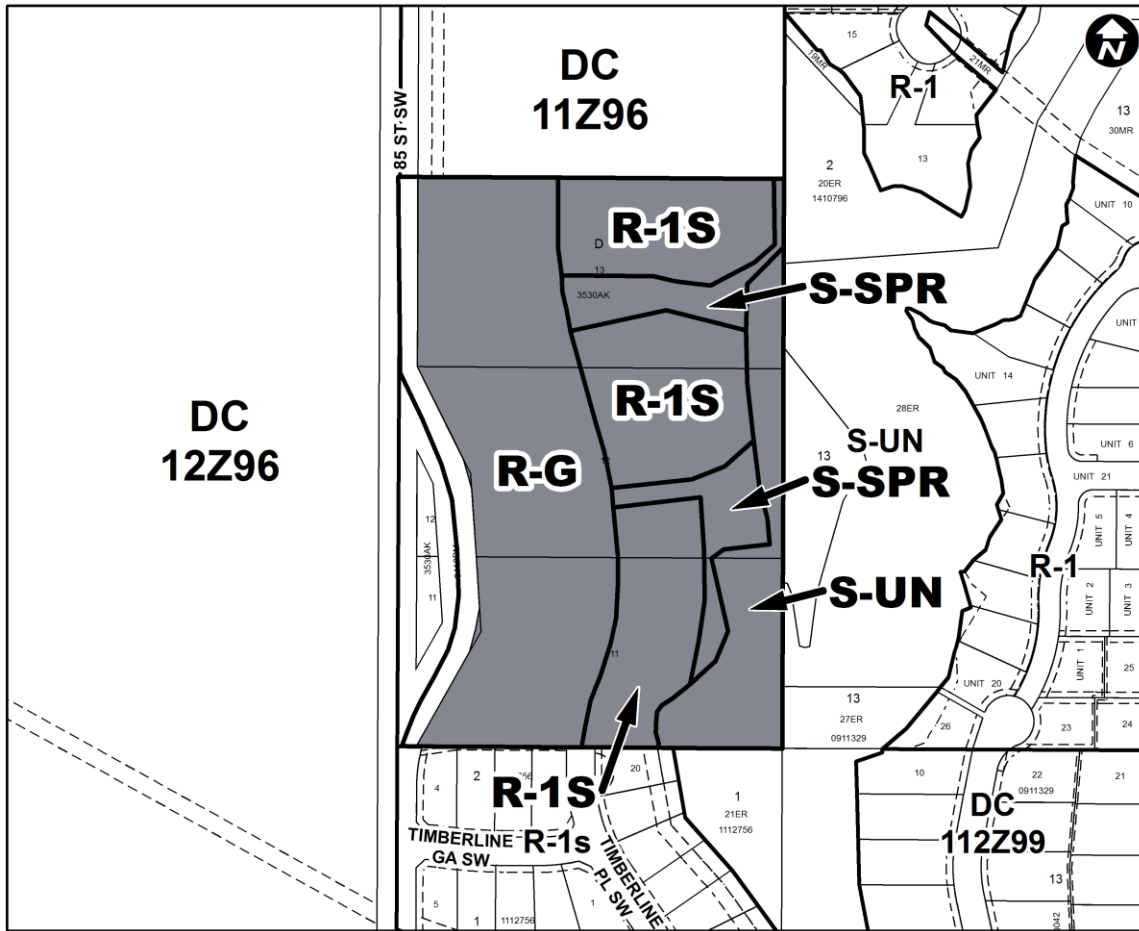 N
DC
11Z96
85 ST SW
15
19MR
21MR
R-1
13
2
20ER
1410796
13
30MR
UNIT 10
R-1S
D
13
3530AK
S-SPR
R-1S
UNIT
UNIT 14
DC
12Z96
28ER
S-UN
13
UNIT 6
R-G
12
S-SPR
UNIT 21
UNIT 5
UNIT 4
12
3530AK
11
R-1
S-UN
UNIT 2
UNIT 3
11
UNIT 1
25
UNIT 20
13
27ER
0911329
26
23
24
4
2
20
R-1S
1
21ER
1112756
10
22
0911329
21
DC
112Z99
TIMBERLINE
GA SW
R-1s
TIMBERLINE
PL SW
13
5
1
1112756
1
0042